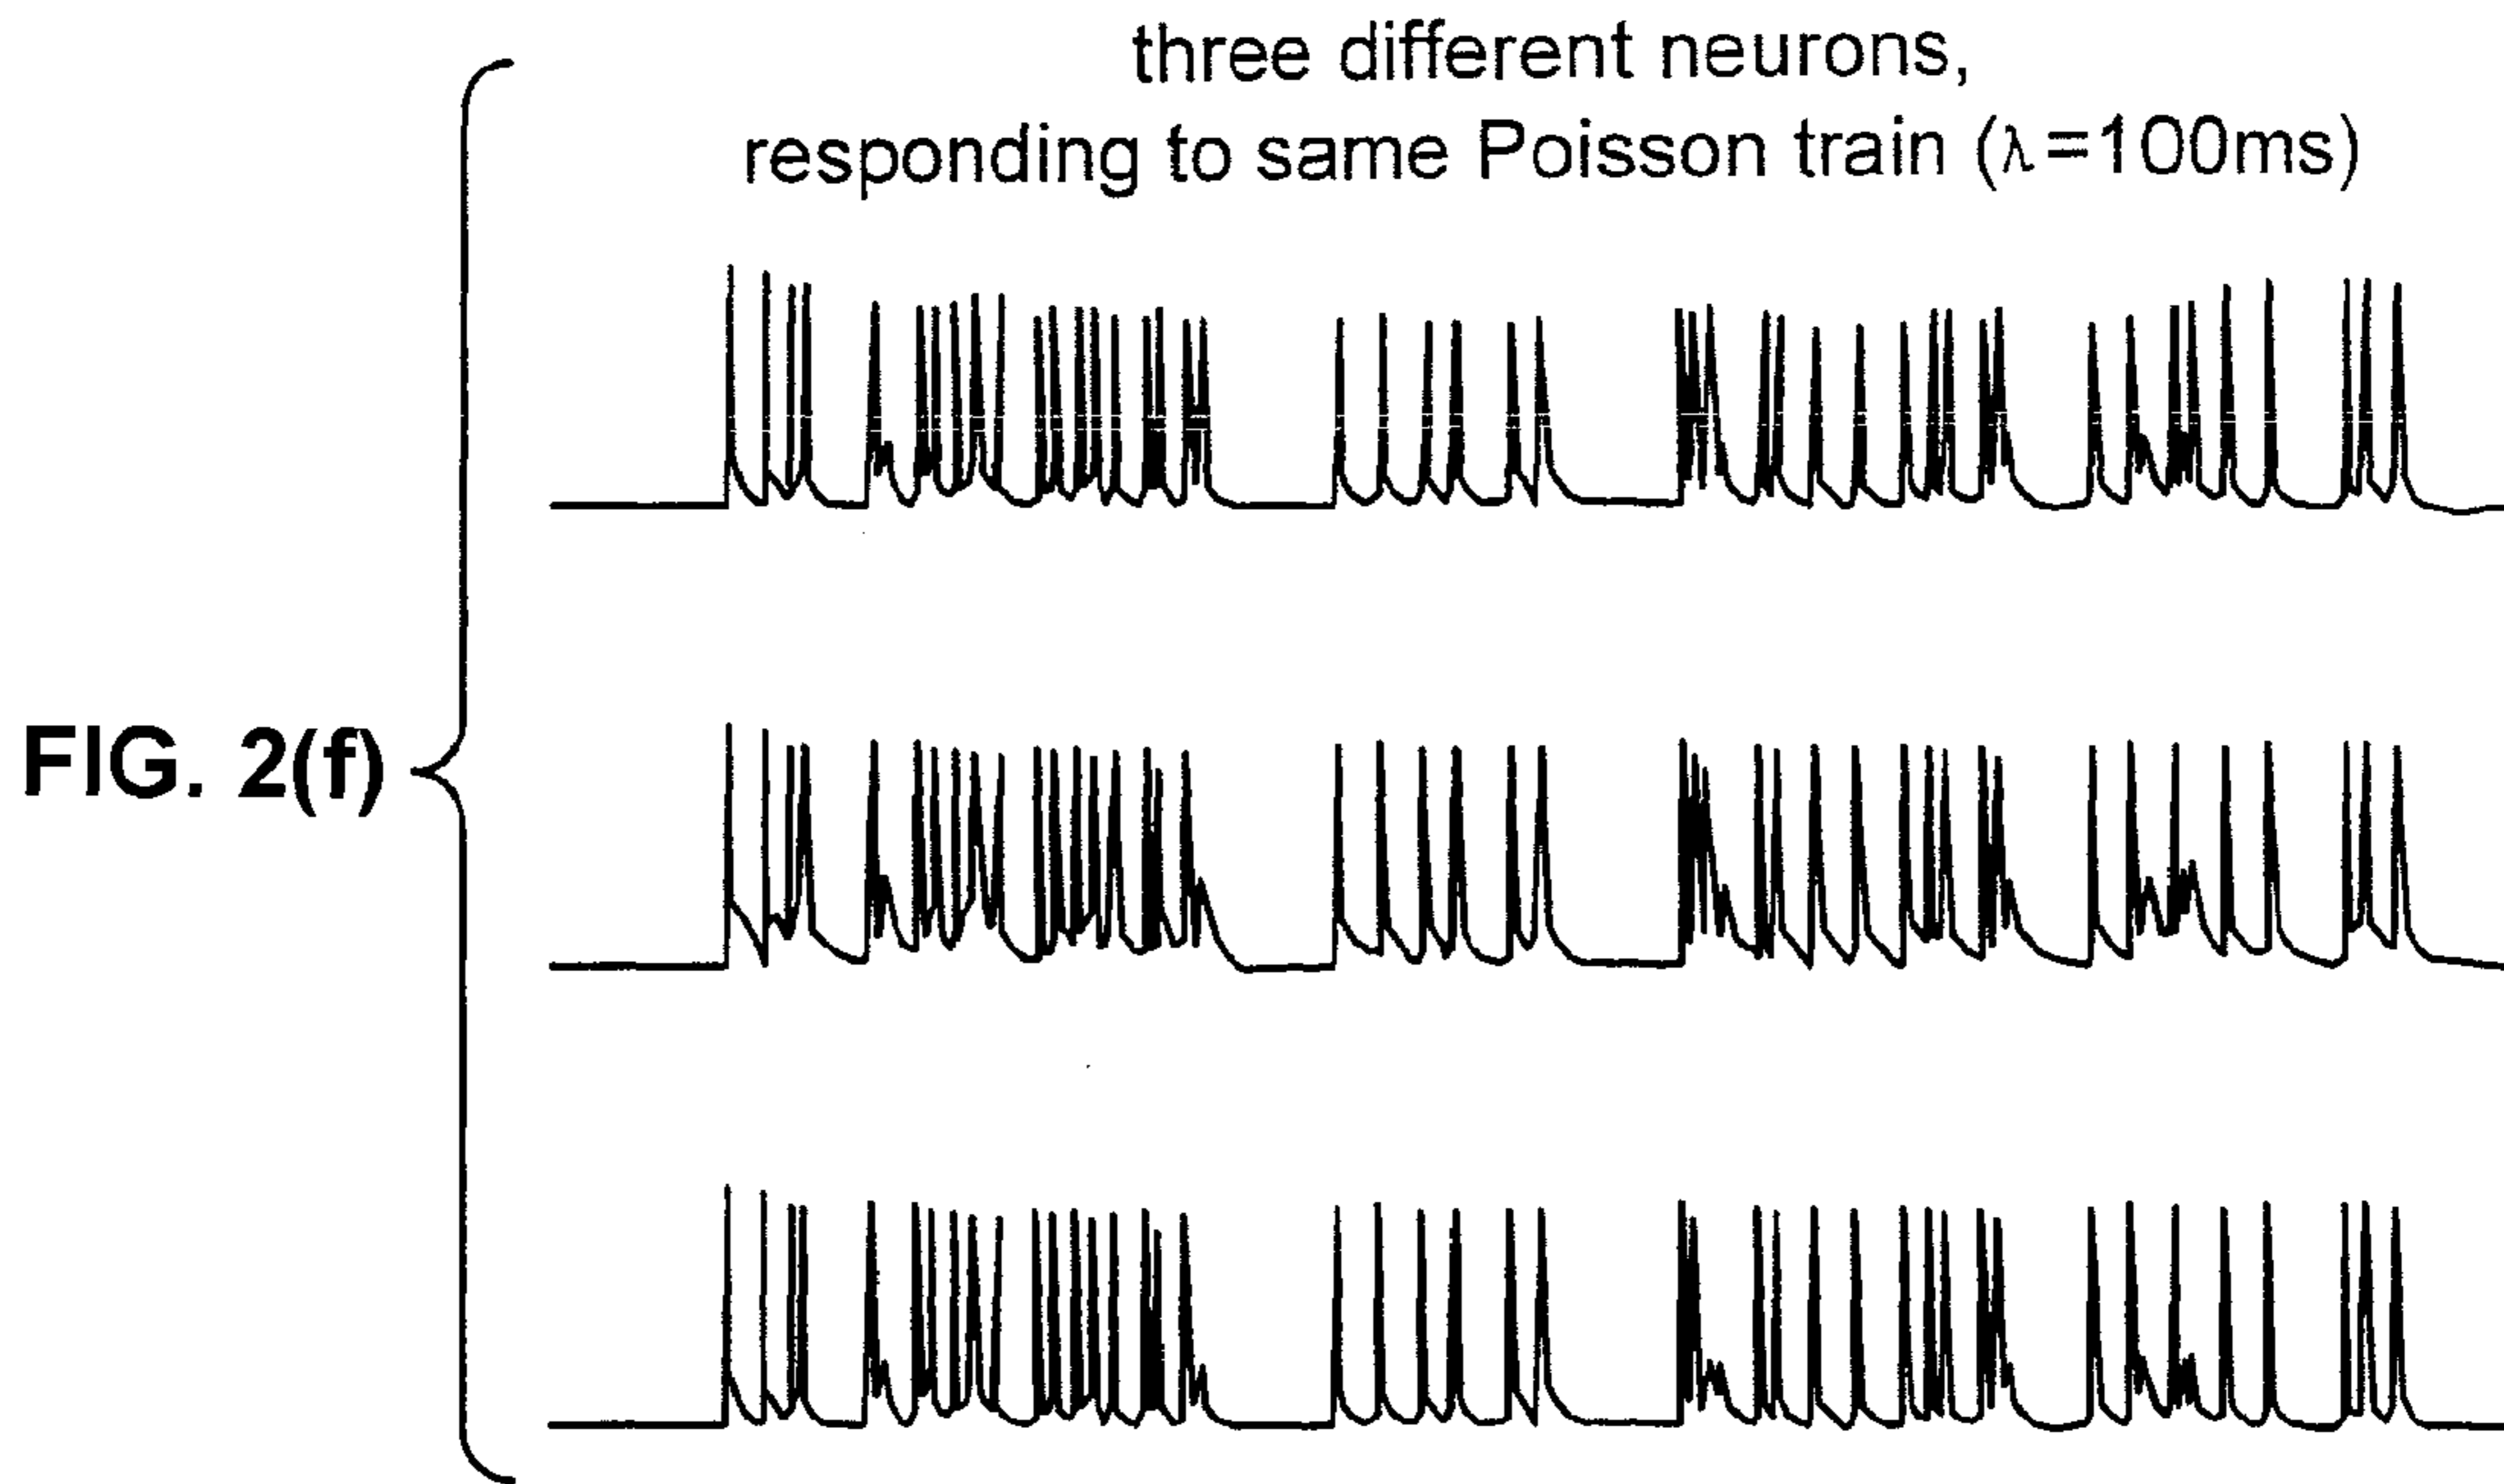 three different neurons,
responding to same Poisson train (λ=100ms)
FIG. 2(f)